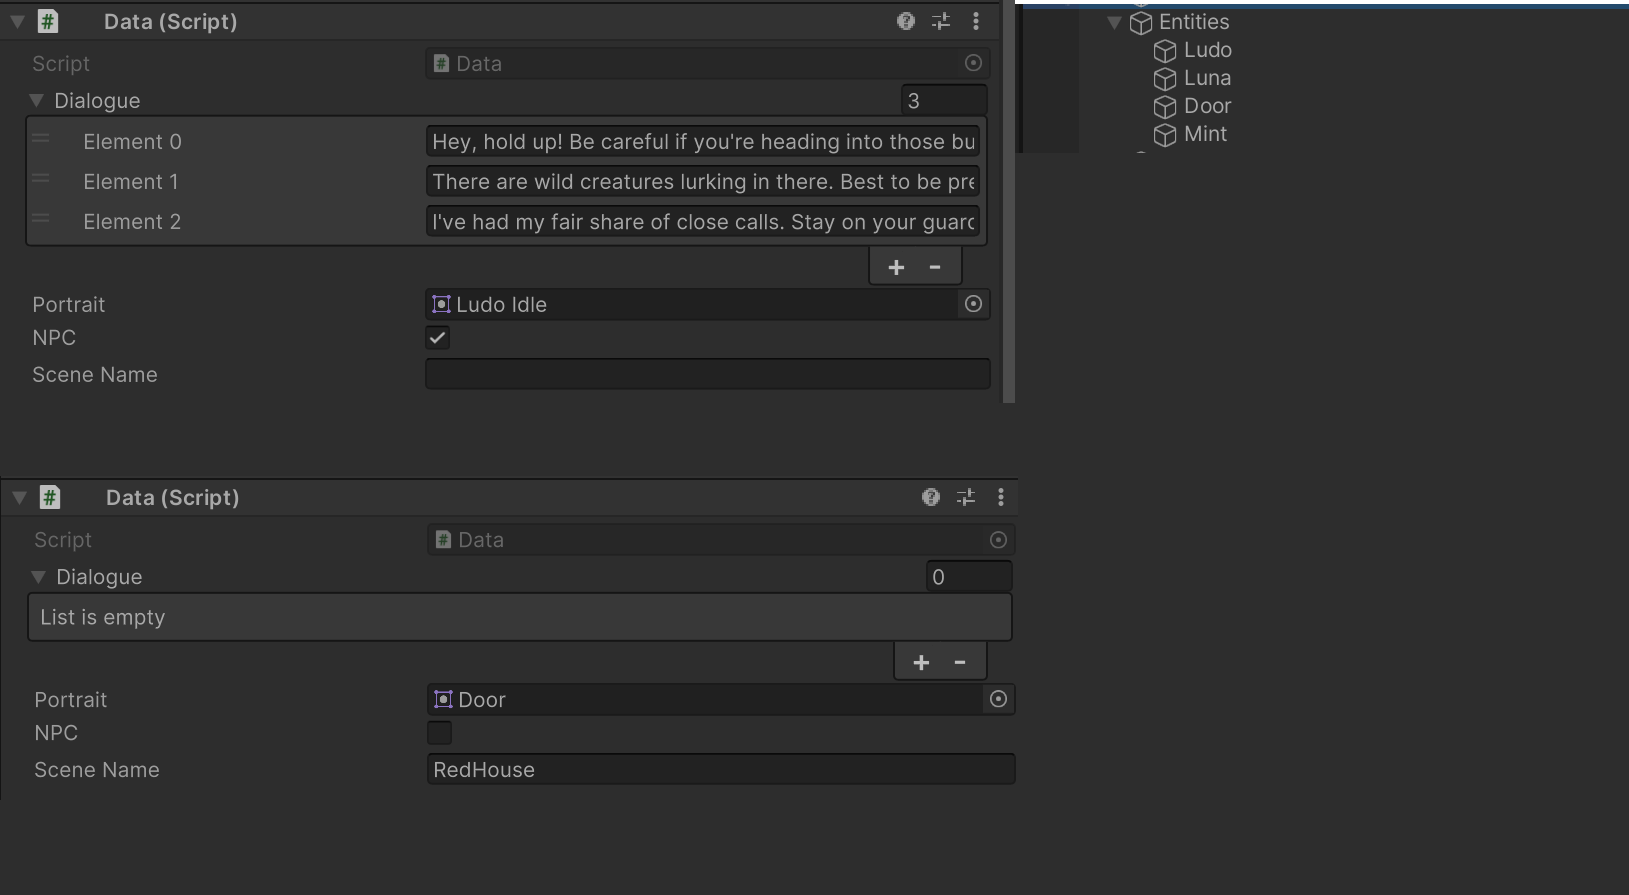 Data (Script)
Script
Data
Dialogue
3
Element 0
Hey, hold up! Be careful if you're heading into those bu
Element 1
There are wild creatures lurking in there. Best to be pre
Element 2
I've had my fair share of close calls. Stay on your guard
+ -
Portrait
Ludo Idle
NPC
Scene Name
Entities
Ludo
Luna
Door
Mint
Data (Script)
Script
Data
Dialogue
0
List is empty
+ -
Portrait
Door
NPC
Scene Name
RedHouse